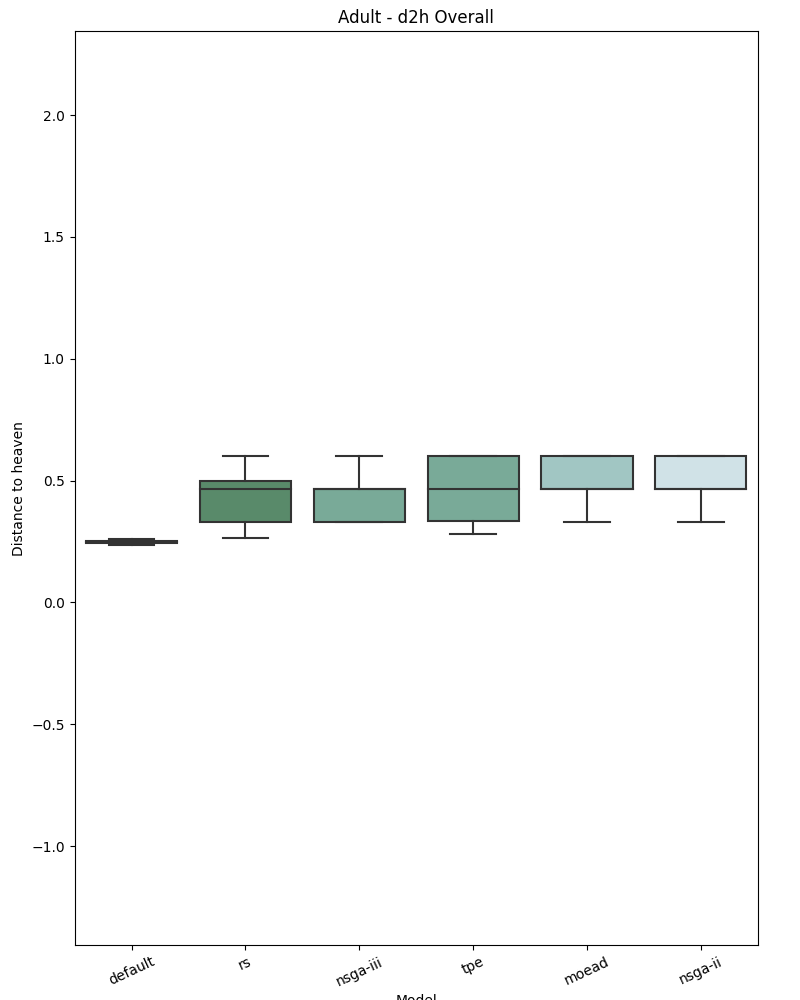 Adult - d2h Overall
Distance to heaven
2.0
1.5
1.0
0.5
0.0
−0.5
−1.0
default
rs
nsga-iii
tpe
moead
nsga-ii
Model